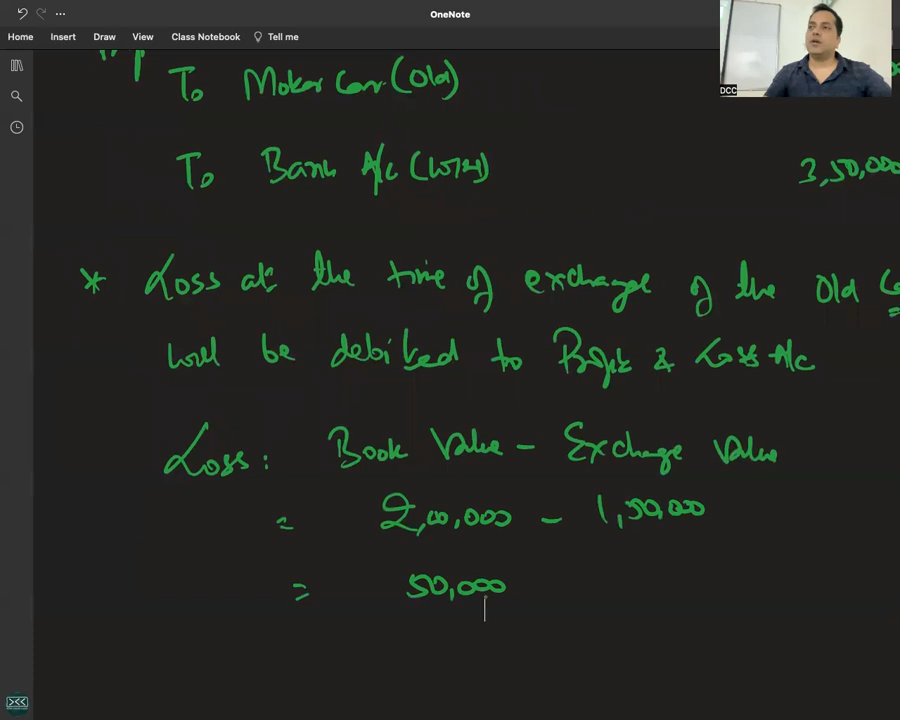 OneNote
Home Insert Draw View Class Notebook Tell me
DCC
To Motor Car (Old)
To Bank A/c (10754) 3,50,000
* Loss at the time of exchange of the Old
will be debited to Profit & Loss A/c
Loss: Book Value - Exchange Value
= 2,00,000 - 1,50,000
= 50,000